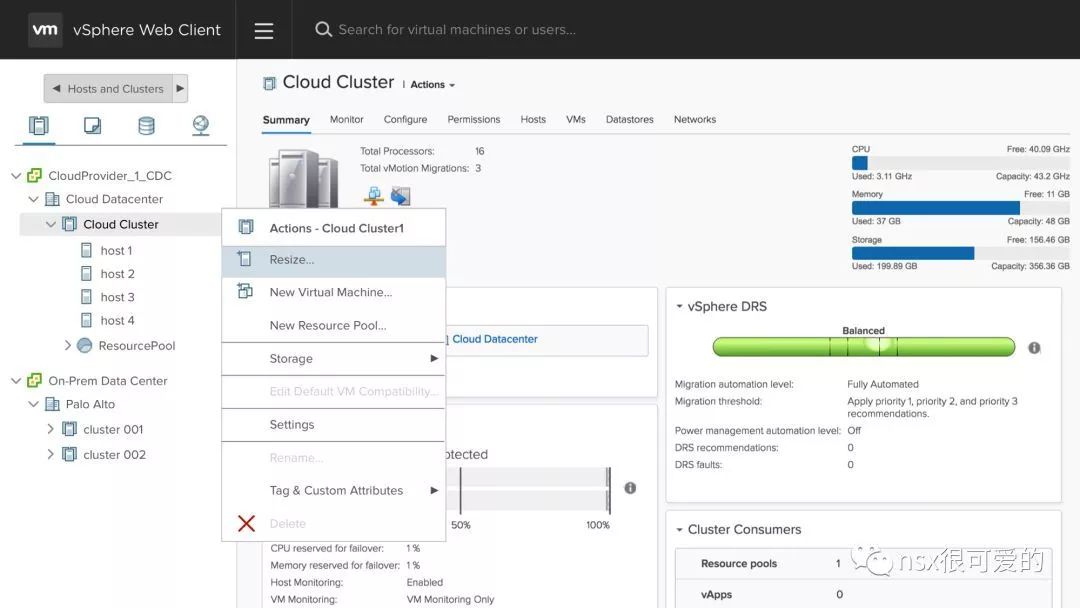 vm vSphere Web Client
Search for virtual machines or users...
Hosts and Clusters
CloudProvider_1_CDC
Cloud Datacenter
Cloud Cluster
host 1
host 2
host 3
host 4
ResourcePool
On-Prem Data Center
Palo Alto
cluster 001
cluster 002
Cloud Cluster Actions
Summary Monitor Configure Permissions Hosts VMs Datastores Networks
Total Processors: 16
Total vMotion Migrations: 3
CPU Free: 40.09 GHz
Used: 3.11 GHz Capacity: 43.2 GHz
Memory Free: 11 GB
Used: 37 GB Capacity: 48 GB
Storage Free: 156.46 GB
Used: 199.89 GB Capacity: 356.36 GB
Actions - Cloud Cluster1
Resize...
New Virtual Machine...
New Resource Pool...
Storage
Edit Default VM Compatibility...
Settings
Rename...
Tag & Custom Attributes
Delete
Cloud Datacenter
50% 100%
CPU reserved for failover: 1%
Memory reserved for failover: 1%
Host Monitoring: Enabled
VM Monitoring: VM Monitoring Only
vSphere DRS
Balanced
Migration automation level: Fully Automated
Migration threshold: Apply priority 1, priority 2, and priority 3
recommendations.
Power management automation level: Off
DRS recommendations: 0
DRS faults: 0
Cluster Consumers
Resource pools 1
vApps 0
nsx很可爱的